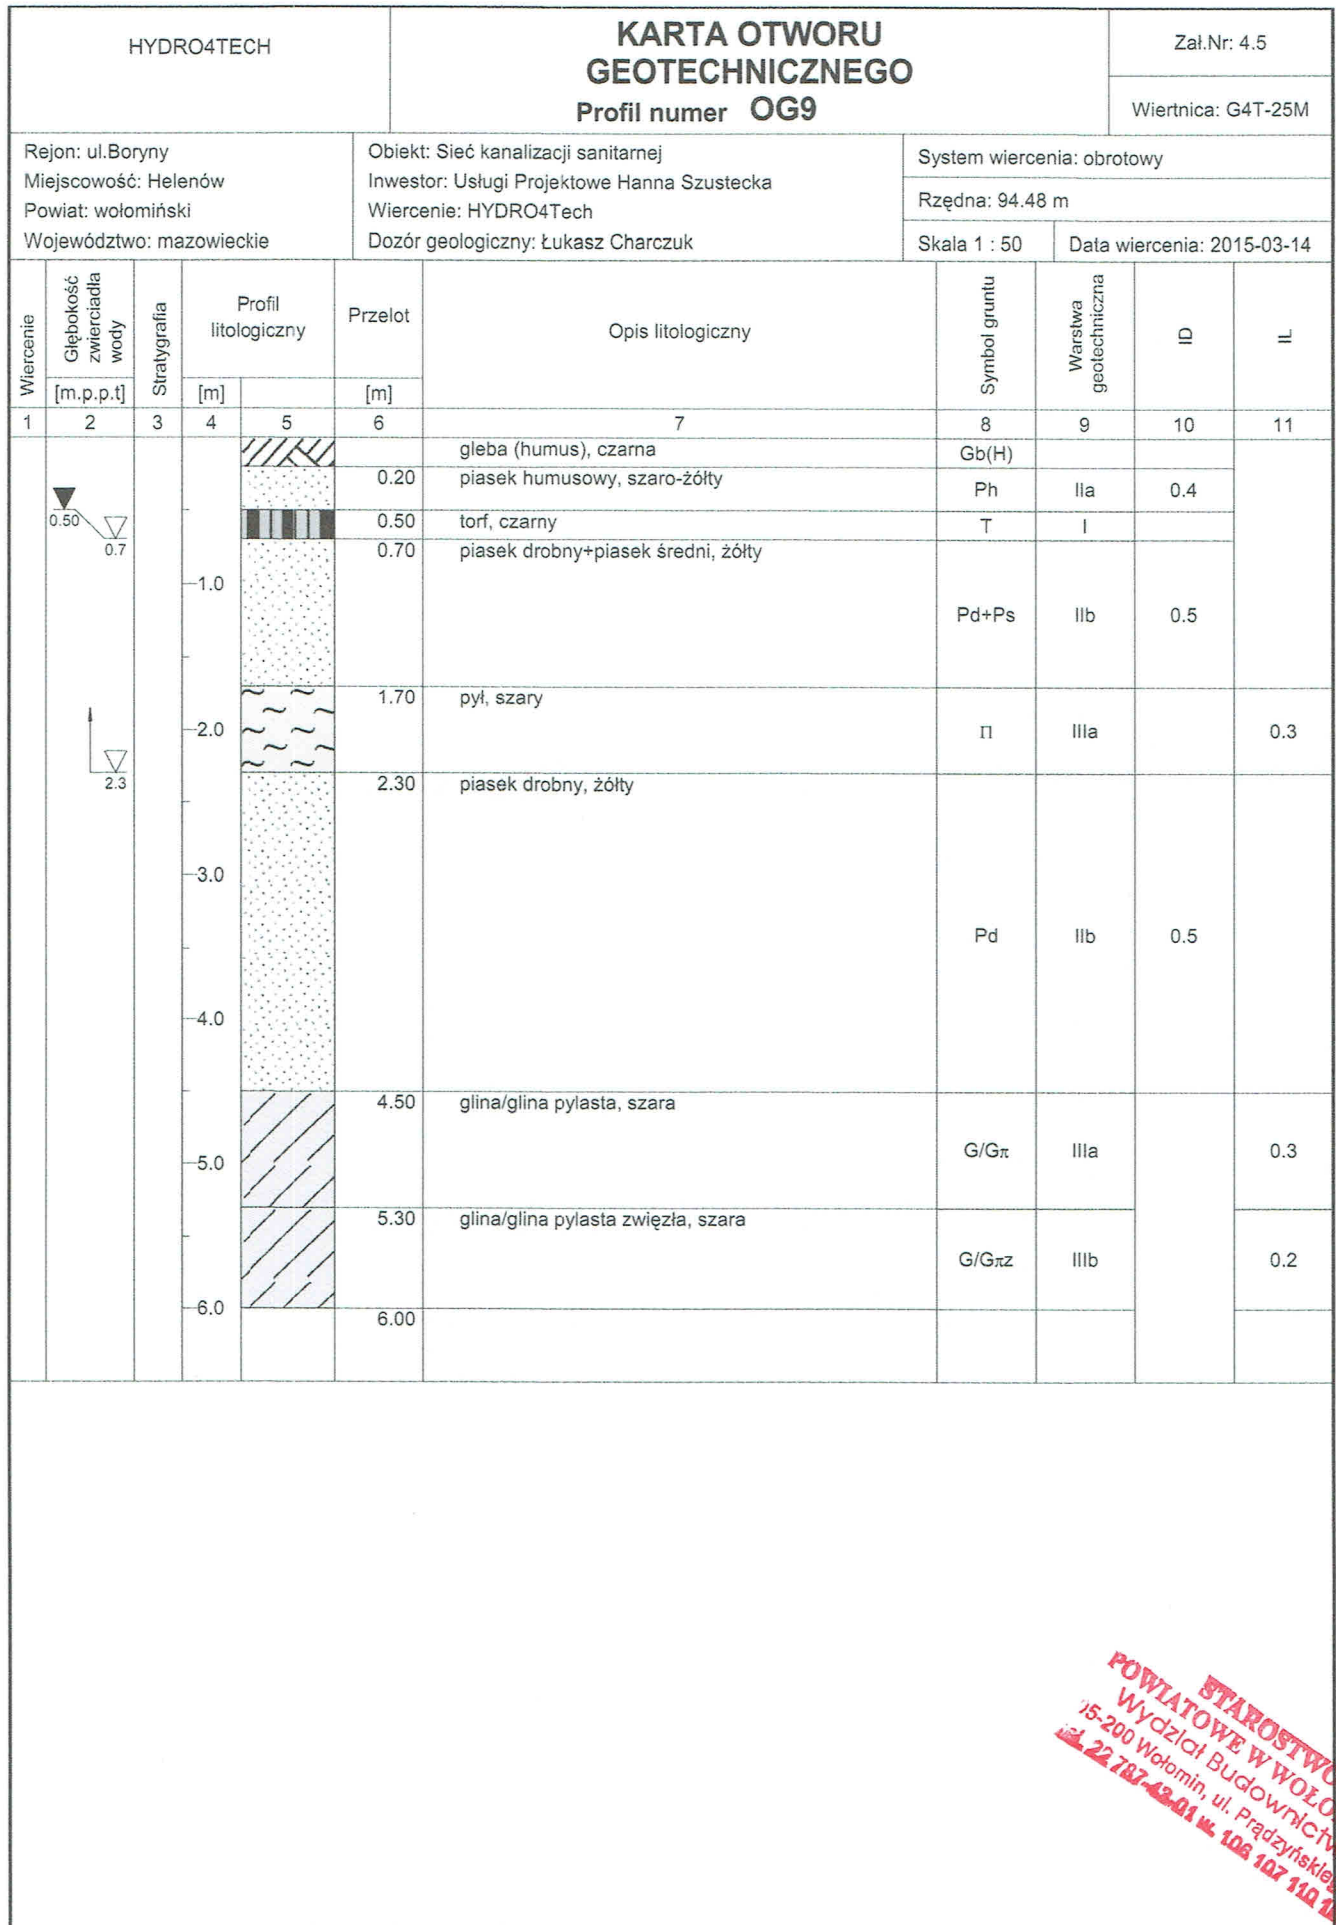 HYDRO4TECH
KARTA OTWORU
GEOTECHNICZNEGO
Profil numer OG9
Zał.Nr: 4.5
Wiertnica: G4T-25M
Rejon: ul.Boryny
Miejscowość: Helenów
Powiat: wołomiński
Województwo: mazowieckie
Obiekt: Sieć kanalizacji sanitarnej
Inwestor: Usługi Projektowe Hanna Szustecka
Wiercenie: HYDRO4Tech
Dozór geologiczny: Łukasz Charczuk
System wiercenia: obrotowy
Rzędna: 94.48 m
Skala 1 : 50
Data wiercenia: 2015-03-14
Wiercenie
Głębokość
zwierciadła
wody
[m.p.p.t]
Stratygrafia
Profil
litologiczny
[m]
Przelot
[m]
Opis litologiczny
Symbol gruntu
Warstwa
geotechniczna
ID
IL
1 2 3 4 5 6 7 8 9 10 11
gleba (humus), czarna Gb(H)
0.20 piasek humusowy, szaro-żółty Ph IIa 0.4
0.50 0.50 torf, czarny T I
0.7 0.70 piasek drobny+piasek średni, żółty
1.0
Pd+Ps IIb 0.5
1.70 pył, szary
2.0 Π IIIa 0.3
2.3 2.30 piasek drobny, żółty
3.0
Pd IIb 0.5
4.0
4.50 glina/glina pylasta, szara
5.0 G/Gπ IIIa 0.3
5.30 glina/glina pylasta zwięzła, szara
G/Gπz IIIb 0.2
6.0
6.00
STAROSTWO
POWIATOWE W WOŁO
Wydział Budownictw
05-200 Wołomin, ul. Prądzyńskieg
22 787-43-01 w. 106 107 110